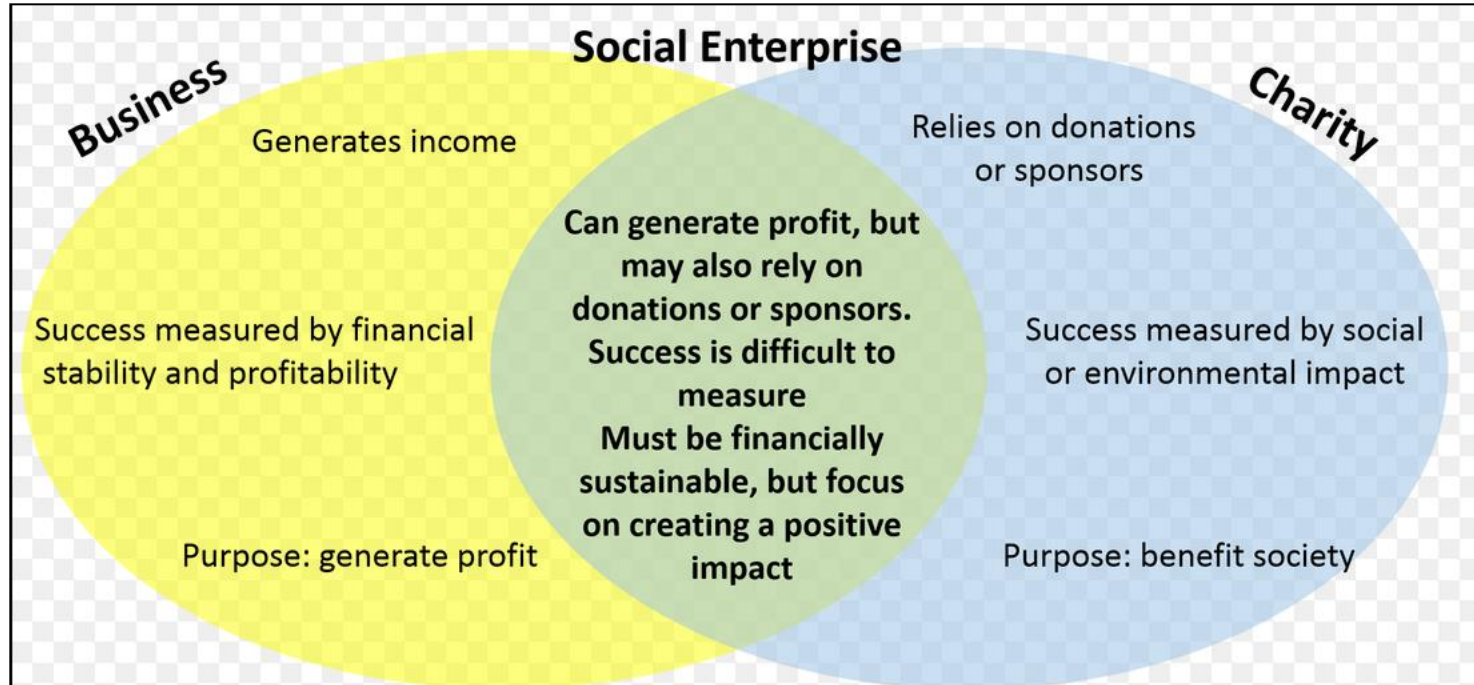 Social Enterprise
Business
Generates income
Success measured by financial
stability and profitability
Purpose: generate profit
Can generate profit, but
may also rely on
donations or sponsors.
Success is difficult to
measure
Must be financially
sustainable, but focus
on creating a positive
impact
Charity
Relies on donations
or sponsors
Success measured by social
or environmental impact
Purpose: benefit society